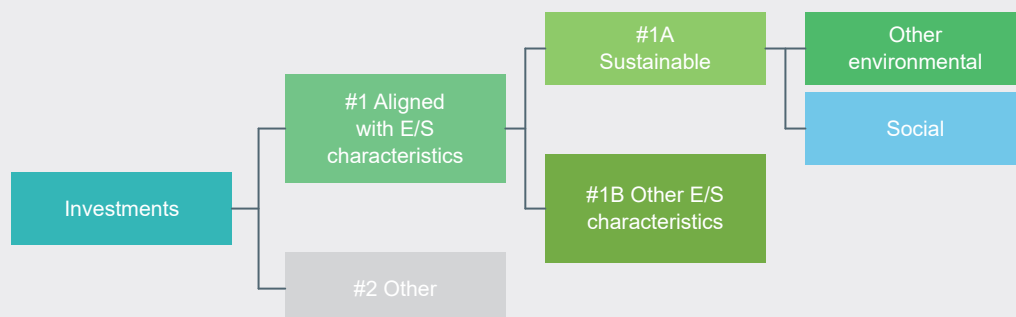 Investments
#1 Aligned
with E/S
characteristics
#2 Other
#1A
Sustainable
#1B Other E/S
characteristics
Other
environmental
Social